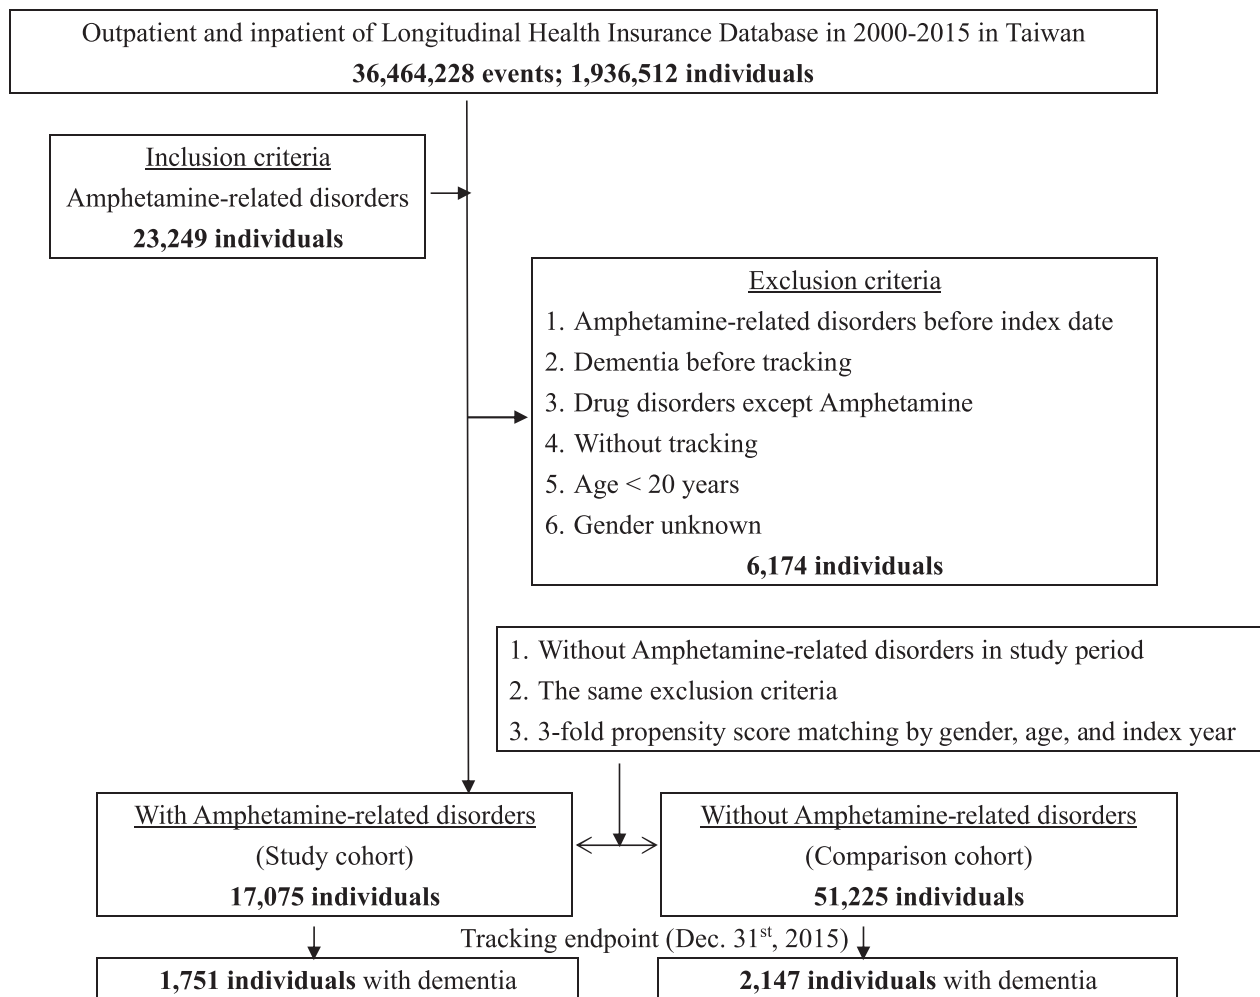 Outpatient and inpatient of Longitudinal Health Insurance Database in 2000-2015 in Taiwan
36,464,228 events; 1,936,512 individuals
Inclusion criteria
Amphetamine-related disorders
23,249 individuals
Exclusion criteria
1. Amphetamine-related disorders before index date
2. Dementia before tracking
3. Drug disorders except Amphetamine
4. Without tracking
5. Age < 20 years
6. Gender unknown
6,174 individuals
1. Without Amphetamine-related disorders in study period
2. The same exclusion criteria
3. 3-fold propensity score matching by gender, age, and index year
With Amphetamine-related disorders
(Study cohort)
17,075 individuals
Without Amphetamine-related disorders
(Comparison cohort)
51,225 individuals
Tracking endpoint (Dec. 31st, 2015)
1,751 individuals with dementia
2,147 individuals with dementia